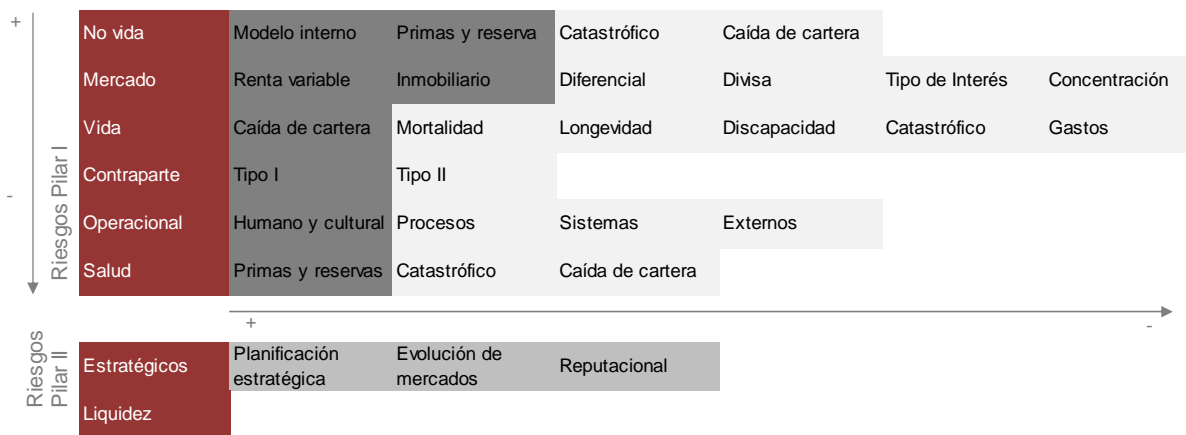 +
No vida Modelo interno Primas y reserva Catastrófico Caída de cartera
Mercado Renta variable Inmobiliario Diferencial Divisa Tipo de Interés Concentración
Vida Caída de cartera Mortalidad Longevidad Discapacidad Catastrófico Gastos
Contraparte Tipo I Tipo II
Operacional Humano y cultural Procesos Sistemas Externos
Salud Primas y reservas Catastrófico Caída de cartera
-
Riesgos Pilar I
+ -
Riesgos
Pilar II
Estratégicos Planificación estratégica Evolución de mercados Reputacional
Liquidez